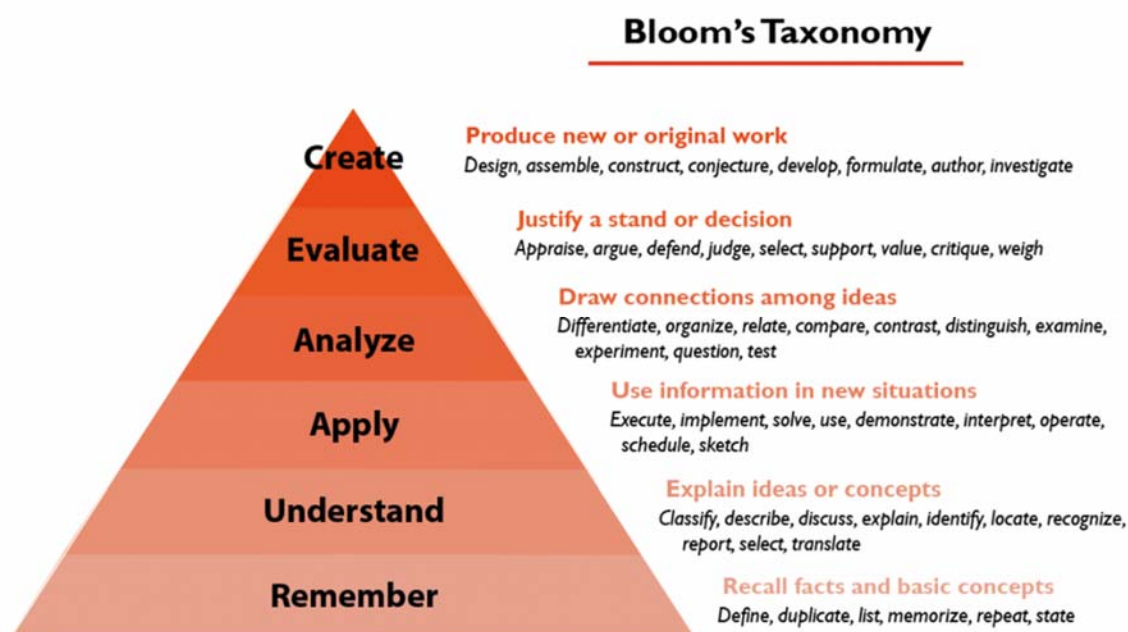 Bloom's Taxonomy
Create
Produce new or original work
Design, assemble, construct, conjecture, develop, formulate, author, investigate
Evaluate
Justify a stand or decision
Appraise, argue, defend, judge, select, support, value, critique, weigh
Analyze
Draw connections among ideas
Differentiate, organize, relate, compare, contrast, distinguish, examine,
experiment, question, test
Apply
Use information in new situations
Execute, implement, solve, use, demonstrate, interpret, operate,
schedule, sketch
Understand
Explain ideas or concepts
Classify, describe, discuss, explain, identify, locate, recognize,
report, select, translate
Remember
Recall facts and basic concepts
Define, duplicate, list, memorize, repeat, state